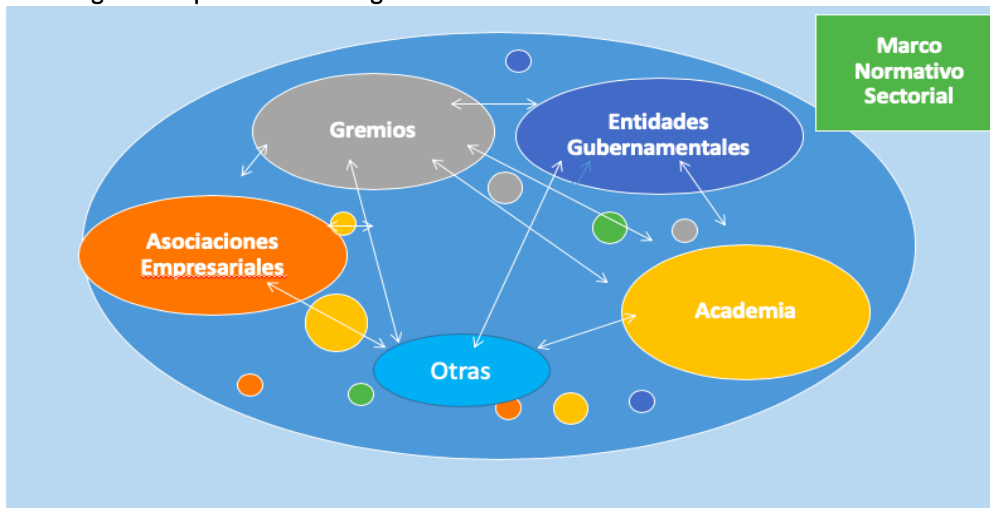 Marco
Normativo
Sectorial
Gremios
Entidades
Gubernamentales
Asociaciones
Empresariales
Academia
Otras